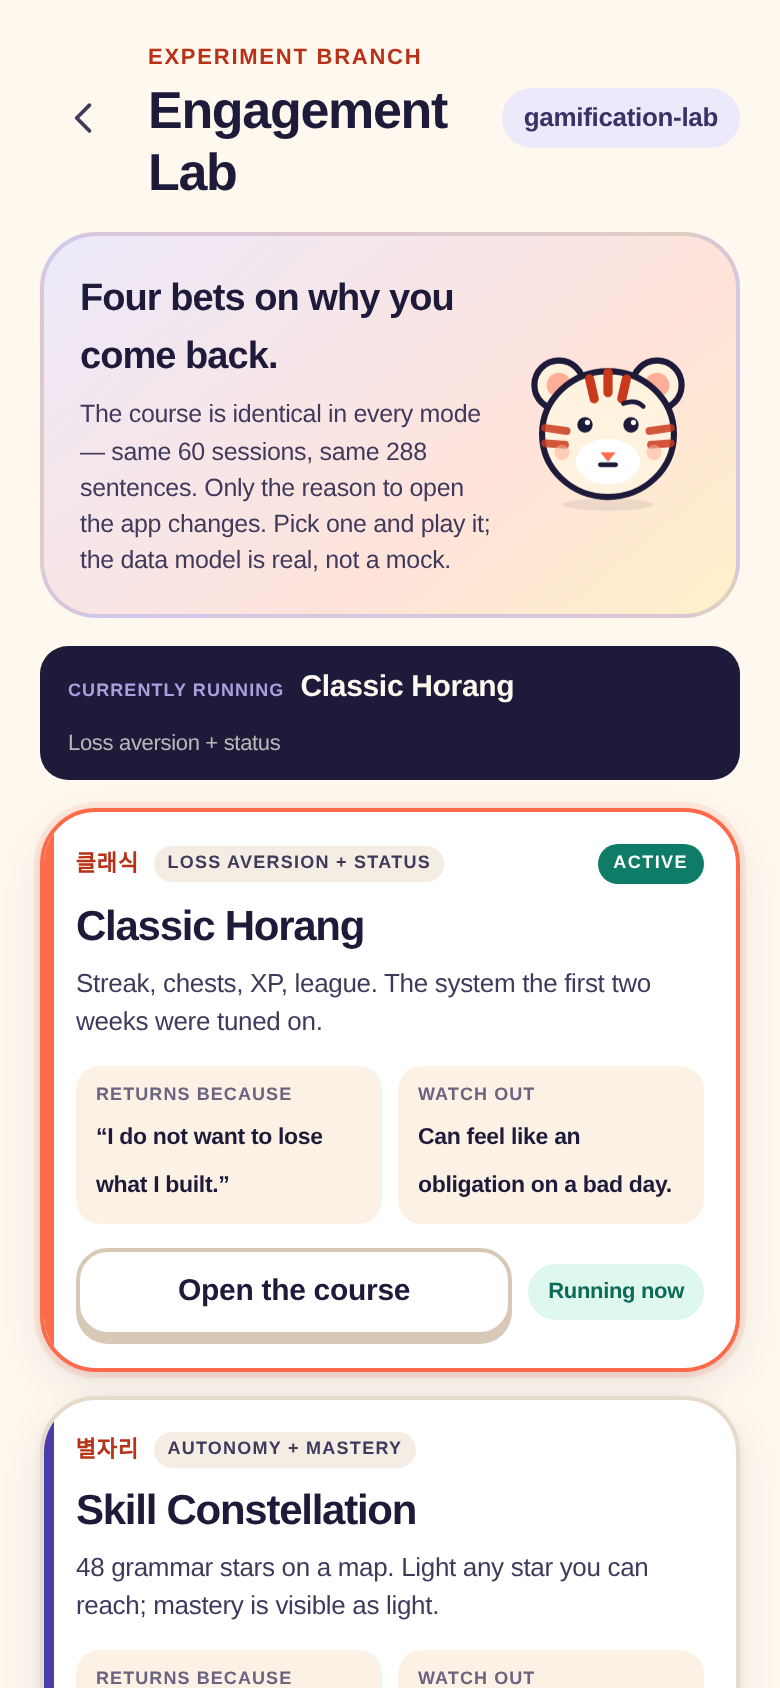 EXPERIMENT BRANCH
Engagement
Lab
gamification-lab
Four bets on why you
come back.
The course is identical in every mode
— same 60 sessions, same 288
sentences. Only the reason to open
the app changes. Pick one and play it;
the data model is real, not a mock.
CURRENTLY RUNNING Classic Horang
Loss aversion + status
클래식 LOSS AVERSION + STATUS ACTIVE
Classic Horang
Streak, chests, XP, league. The system the first two
weeks were tuned on.
RETURNS BECAUSE
“I do not want to lose
what I built.”
WATCH OUT
Can feel like an
obligation on a bad day.
Open the course
Running now
별자리 AUTONOMY + MASTERY
Skill Constellation
48 grammar stars on a map. Light any star you can
reach; mastery is visible as light.
RETURNS BECAUSE
WATCH OUT